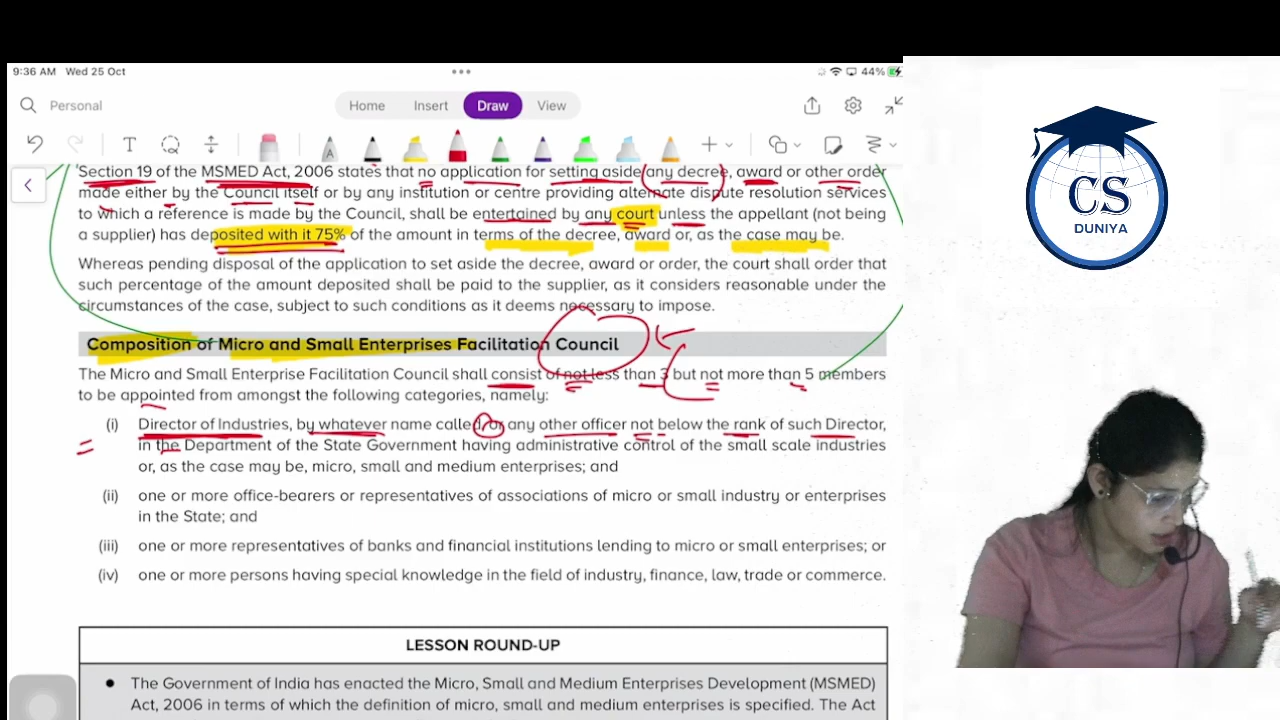 9:36 AM Wed 25 Oct
44%
Personal
Home Insert Draw View
Section 19 of the MSMED Act, 2006 states that no application for setting aside any decree, award or other order
made either by the Council itself or by any institution or centre providing alternate dispute resolution services
to which a reference is made by the Council, shall be entertained by any court unless the appellant (not being
a supplier) has deposited with it 75% of the amount in terms of the decree, award or, as the case may be.
Whereas pending disposal of the application to set aside the decree, award or order, the court shall order that
such percentage of the amount deposited shall be paid to the supplier, as it considers reasonable under the
circumstances of the case, subject to such conditions as it deems necessary to impose.
Composition of Micro and Small Enterprises Facilitation Council
The Micro and Small Enterprise Facilitation Council shall consist of not less than 3 but not more than 5 members
to be appointed from amongst the following categories, namely:
(i) Director of Industries, by whatever name called, or any other officer not below the rank of such Director,
in the Department of the State Government having administrative control of the small scale industries
or, as the case may be, micro, small and medium enterprises; and
(ii) one or more office-bearers or representatives of associations of micro or small industry or enterprises
in the State; and
(iii) one or more representatives of banks and financial institutions lending to micro or small enterprises; or
(iv) one or more persons having special knowledge in the field of industry, finance, law, trade or commerce.
LESSON ROUND-UP
● The Government of India has enacted the Micro, Small and Medium Enterprises Development (MSMED)
Act, 2006 in terms of which the definition of micro, small and medium enterprises is specified. The Act
CS
DUNIYA